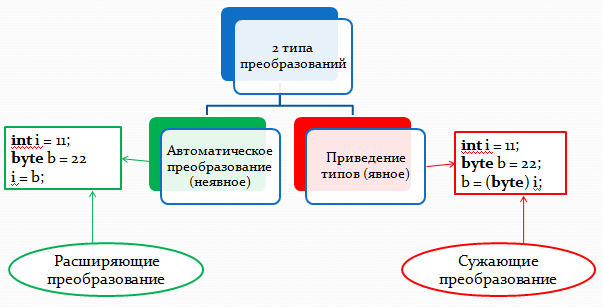 2 типа
преобразований
Автоматическое
преобразование
(неявное)
Приведение
типов (явное)
int i = 11;
byte b = 22
i = b;
int i = 11;
byte b = 22;
b = (byte) i;
Расширяющие
преобразование
Сужающие
преобразование